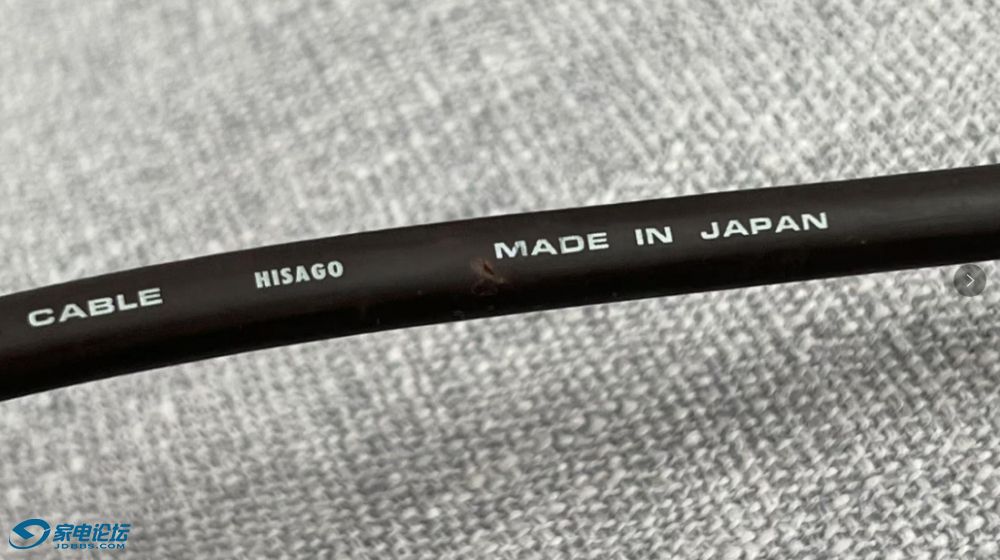 CABLE HISAGO MADE IN JAPAN
家电论坛
JDBBS.COM